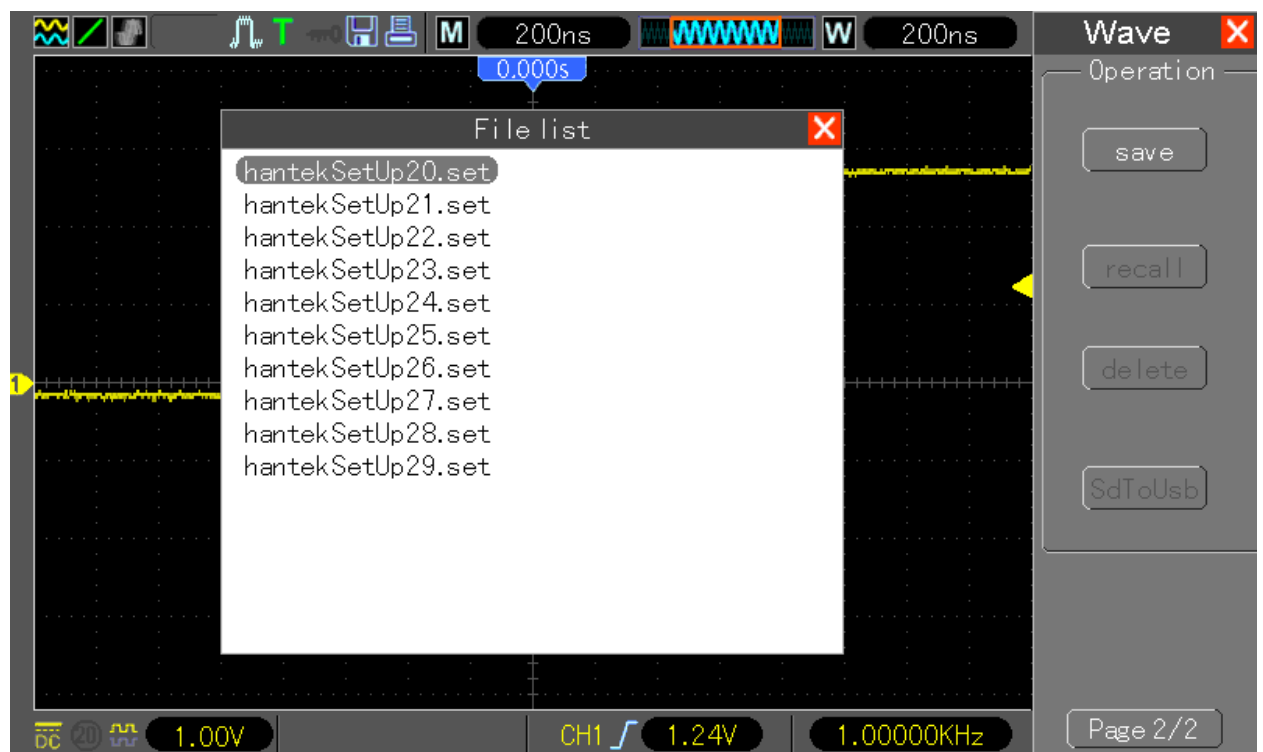 T M 200ns W 200ns Wave X
0.000s
Operation
File list X
save
hantekSetUp20.set
hantekSetUp21.set
hantekSetUp22.set
hantekSetUp23.set
hantekSetUp24.set
hantekSetUp25.set
hantekSetUp26.set
hantekSetUp27.set
hantekSetUp28.set
hantekSetUp29.set
recall
delete
SdToUsb
1
DC 20 1.00V CH1 1.24V 1.00000KHz Page 2/2